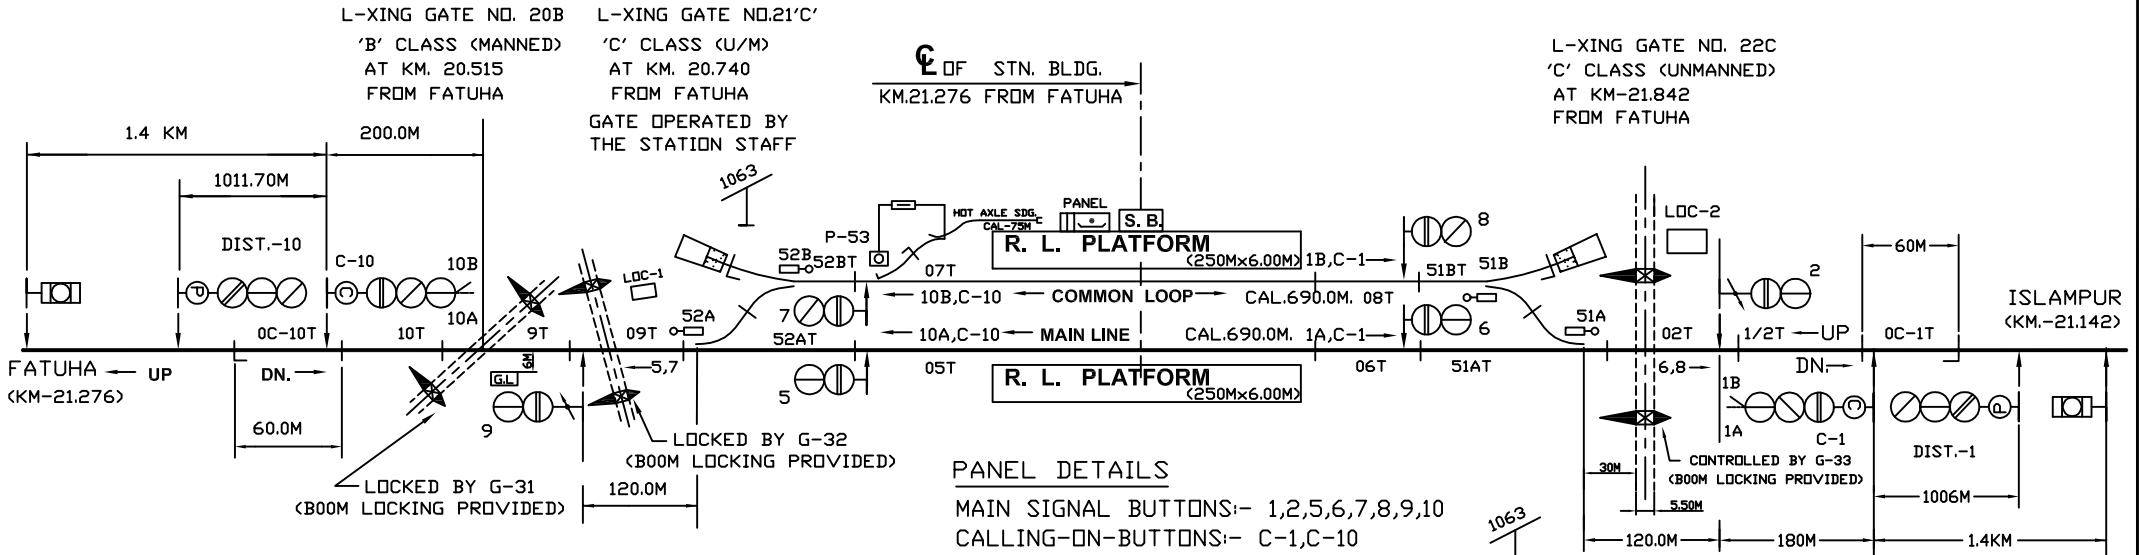 L-XING GATE NO. 20B
'B' CLASS (MANNED)
AT KM. 20.515
FROM FATUHA
L-XING GATE NO.21'C'
'C' CLASS (U/M)
AT KM. 20.740
FROM FATUHA
GATE OPERATED BY
THE STATION STAFF
CL OF STN. BLDG.
KM.21.276 FROM FATUHA
L-XING GATE NO. 22C
'C' CLASS (UNMANNED)
AT KM-21.842
FROM FATUHA
1.4 KM
200.0M
1011.70M
1063
DIST.-10
C-10
10B
10A
P
C
LOC-1
52B
52BT
P-53
HOT AXLE SDG.
CAL-75M
PANEL
S. B.
R. L. PLATFORM
(250Mx6.00M)
1B,C-1
8
51BT
51B
LOC-2
2
60M
07T
10B,C-10
COMMON LOOP
CAL.690.0M.
08T
7
52A
52AT
10A,C-10
MAIN LINE
CAL.690.0M.
1A,C-1
6
51A
ISLAMPUR
(KM.-21.142)
0C-10T
10T
9T
09T
02T
1/2T
UP
0C-1T
FATUHA
(KM-21.276)
UP
DN.
G.L
6M
5,7
05T
06T
51AT
6,8
DN.
R. L. PLATFORM
(250Mx6.00M)
5
9
1B
1A
C
P
C-1
DIST.-1
60.0M
LOCKED BY G-32
(BOOM LOCKING PROVIDED)
LOCKED BY G-31
(BOOM LOCKING PROVIDED)
120.0M
CONTROLLED BY G-33
(BOOM LOCKING PROVIDED)
30M
5.50M
1006M
120.0M
180M
1.4KM
1063
PANEL DETAILS
MAIN SIGNAL BUTTONS:- 1,2,5,6,7,8,9,10
CALLING-ON-BUTTONS:- C-1,C-10